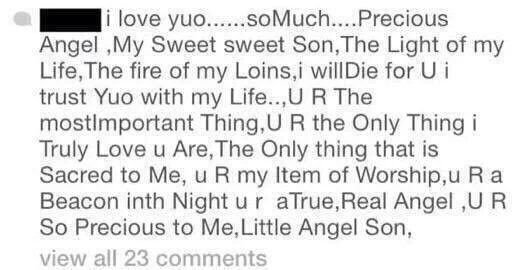 i love yuo......soMuch....Precious
Angel ,My Sweet sweet Son,The Light of my
Life,The fire of my Loins,i willDie for U i
trust Yuo with my Life..,U R The
mostImportant Thing,U R the Only Thing i
Truly Love u Are,The Only thing that is
Sacred to Me, u R my Item of Worship,u R a
Beacon inth Night u r  aTrue,Real Angel ,U R
So Precious to Me,Little Angel Son,
view all 23 comments